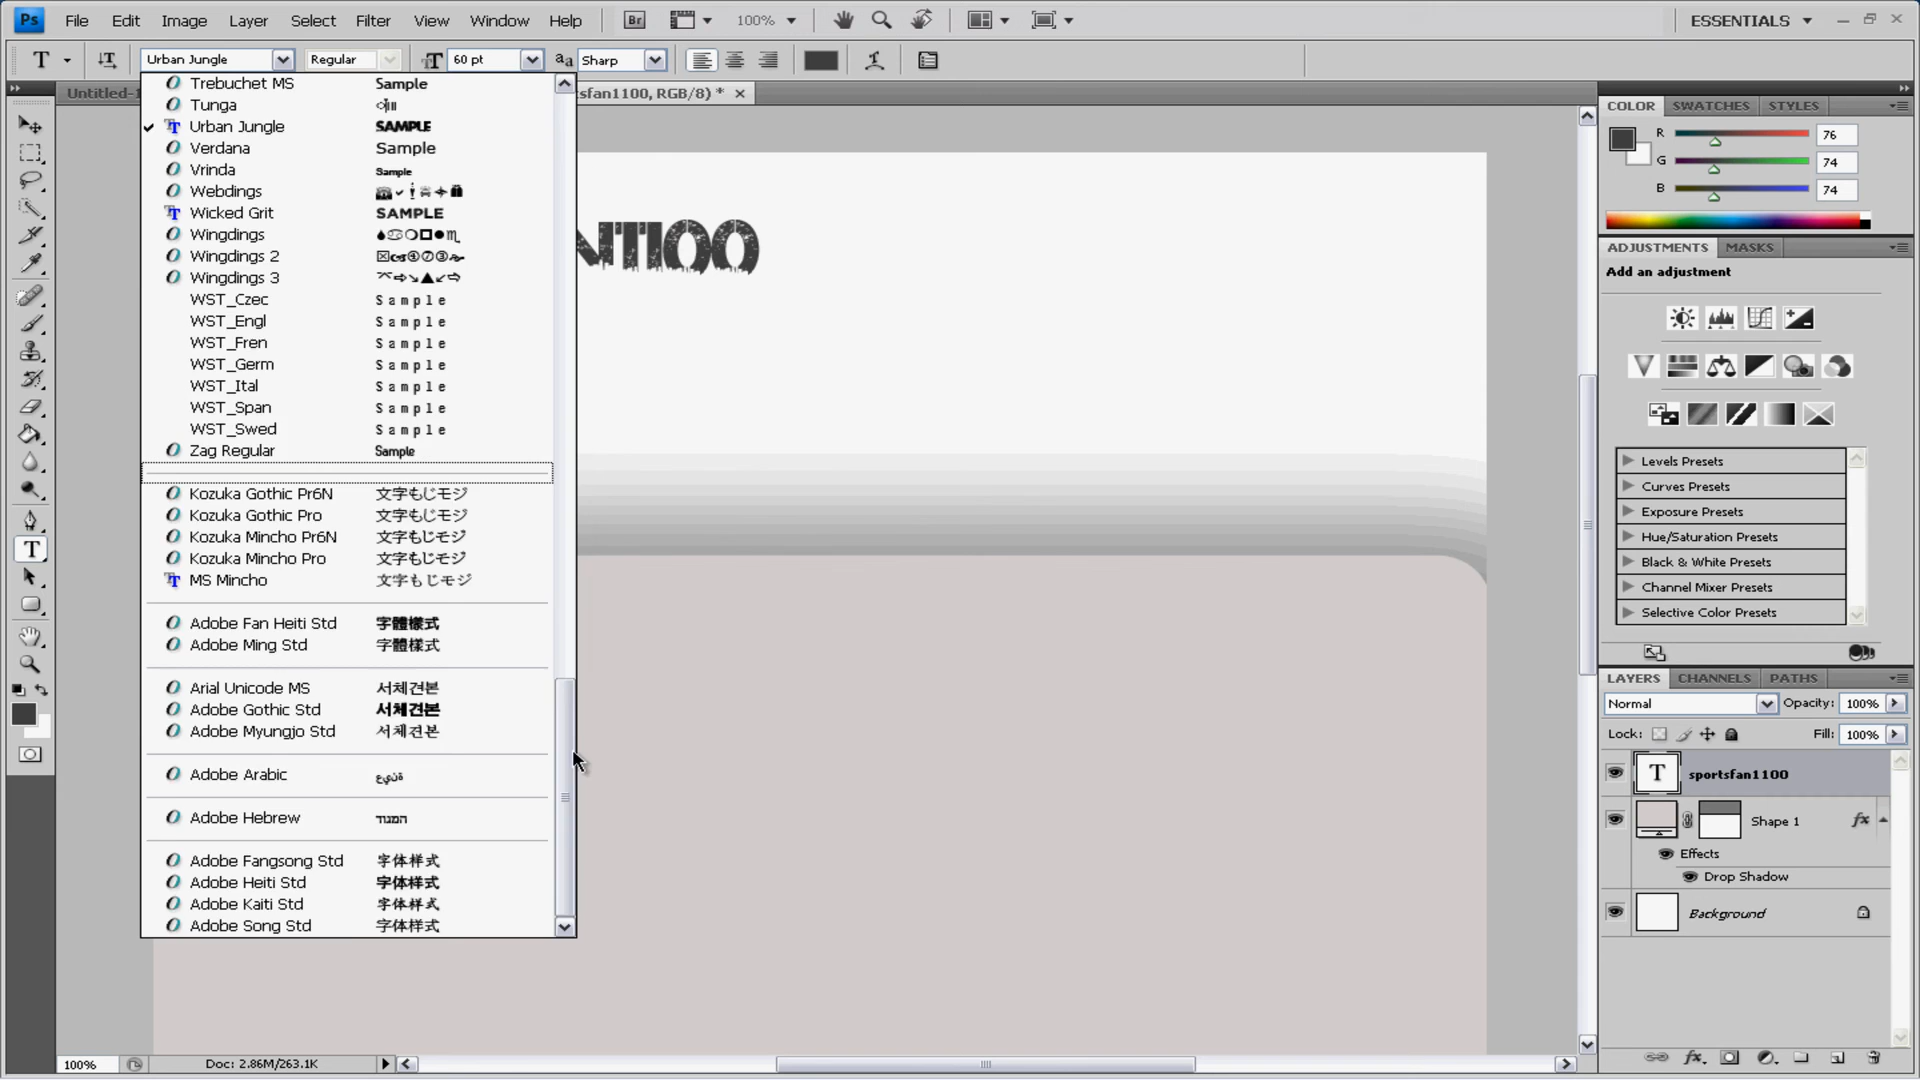 Ps File Edit Image Layer Select Filter View Window Help Br 100% ESSENTIALS
T Urban Jungle Regular 60 pt aa Sharp
Untitled-1
sfan1100, RGB/8) *
Trebuchet MS Sample
Tunga
Urban Jungle SAMPLE
Verdana Sample
Vrinda Sample
Webdings
Wicked Grit SAMPLE
Wingdings
Wingdings 2
Wingdings 3
WST_Czec Sample
WST_Engl Sample
WST_Fren Sample
WST_Germ Sample
WST_Ital Sample
WST_Span Sample
WST_Swed Sample
Zag Regular Sample
Kozuka Gothic Pr6N 文字もじモジ
Kozuka Gothic Pro 文字もじモジ
Kozuka Mincho Pr6N 文字もじモジ
Kozuka Mincho Pro 文字もじモジ
MS Mincho 文字もじモジ
Adobe Fan Heiti Std 字體樣式
Adobe Ming Std 字體樣式
Arial Unicode MS 서체견본
Adobe Gothic Std 서체견본
Adobe Myungjo Std 서체견본
Adobe Arabic
Adobe Hebrew
Adobe Fangsong Std 字体样式
Adobe Heiti Std 字体样式
Adobe Kaiti Std 字体样式
Adobe Song Std 字体样式
NT1100
COLOR SWATCHES STYLES
R 76
G 74
B 74
ADJUSTMENTS MASKS
Add an adjustment
Levels Presets
Curves Presets
Exposure Presets
Hue/Saturation Presets
Black & White Presets
Channel Mixer Presets
Selective Color Presets
LAYERS CHANNELS PATHS
Normal Opacity: 100%
Lock: Fill: 100%
T sportsfan1100
Shape 1 fx
Effects
Drop Shadow
Background
100% Doc: 2.86M/263.1K
fx